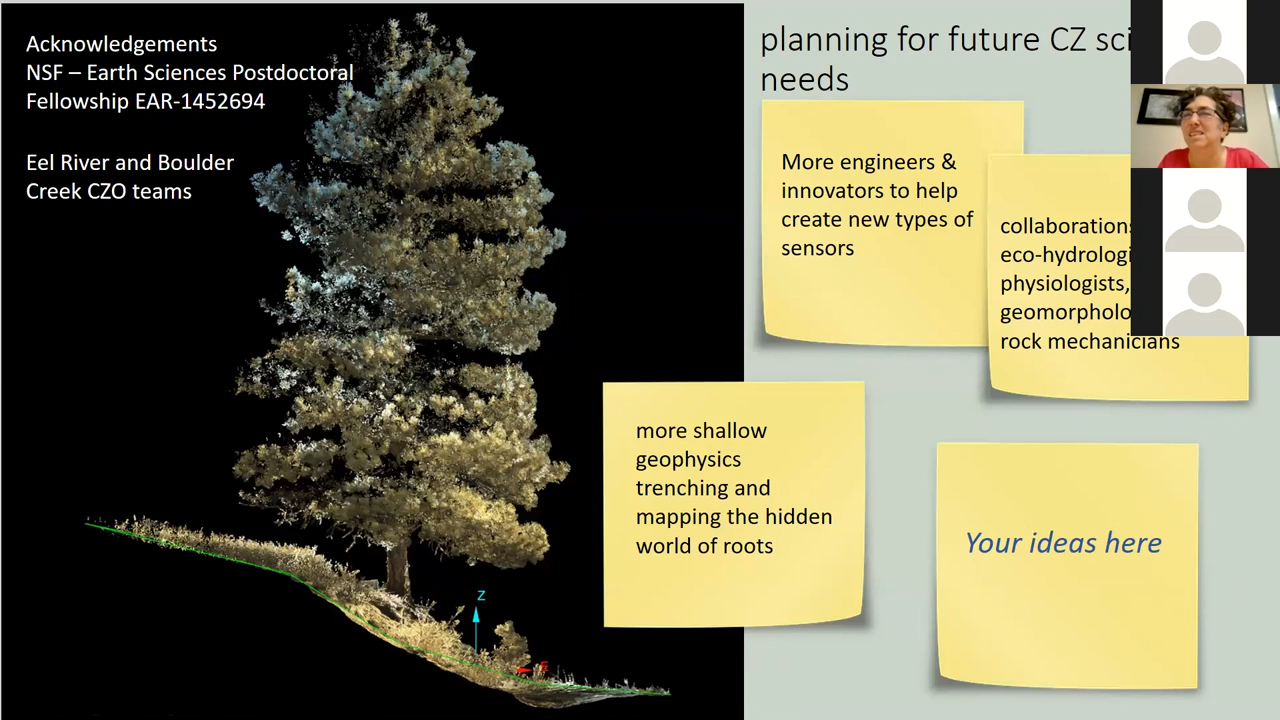 Acknowledgements
NSF – Earth Sciences Postdoctoral
Fellowship EAR-1452694
Eel River and Boulder
Creek CZO teams
planning for future CZ
needs
More engineers &
innovators to help
create new types of
sensors
collaborations
eco-hydrologi
physiologists,
geomorpholo
rock mechanicians
more shallow
geophysics
trenching and
mapping the hidden
world of roots
Your ideas here
Z